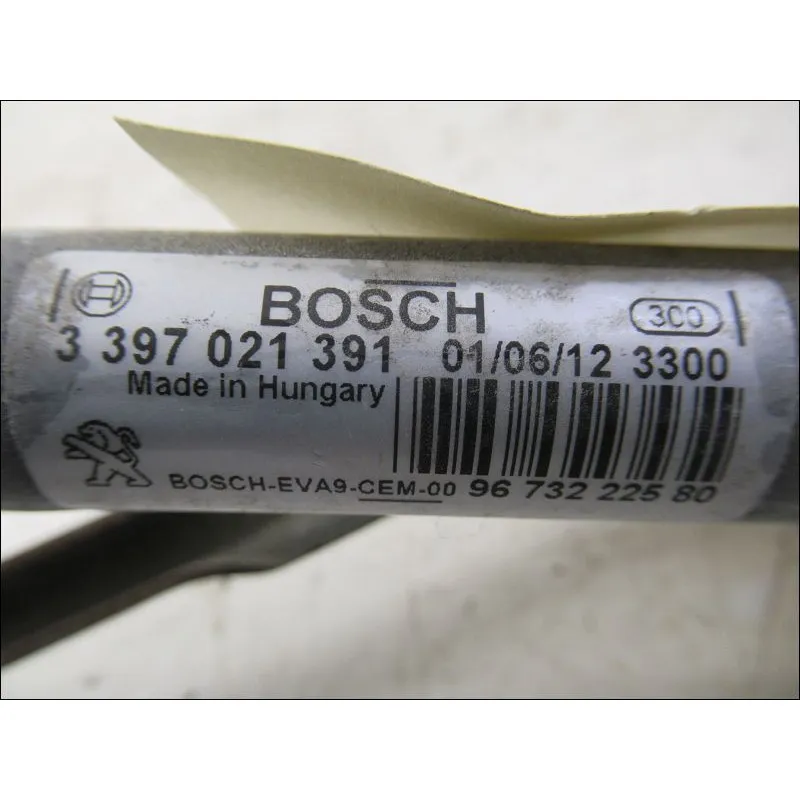 BOSCH
3CO
3 397 021 391 01/06/12 3300
Made in Hungary
BOSCH-EVA9-CEM-00 96 732 225 80